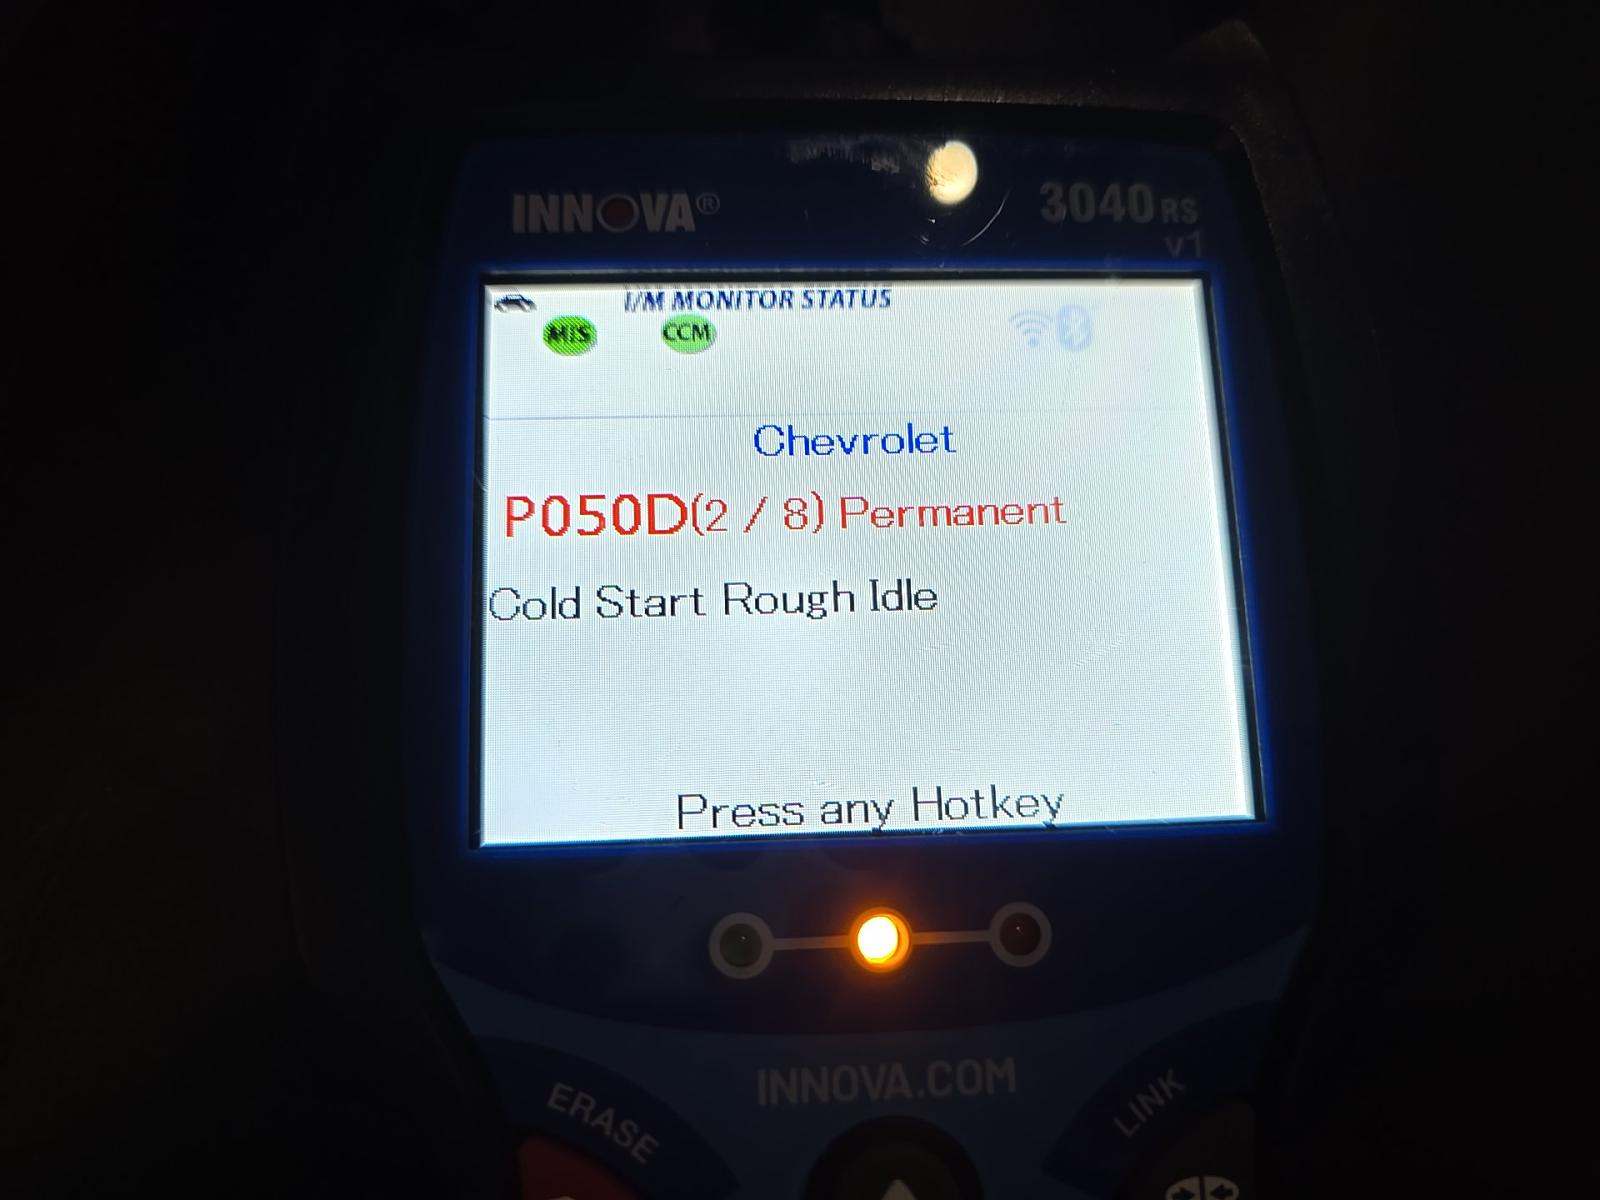 INNOVA®
3040RS
v1
I/M MONITOR STATUS
MIS CCM
Chevrolet
P050D(2 / 8) Permanent
Cold Start Rough Idle
Press any Hotkey
INNOVA.COM
ERASE
LINK